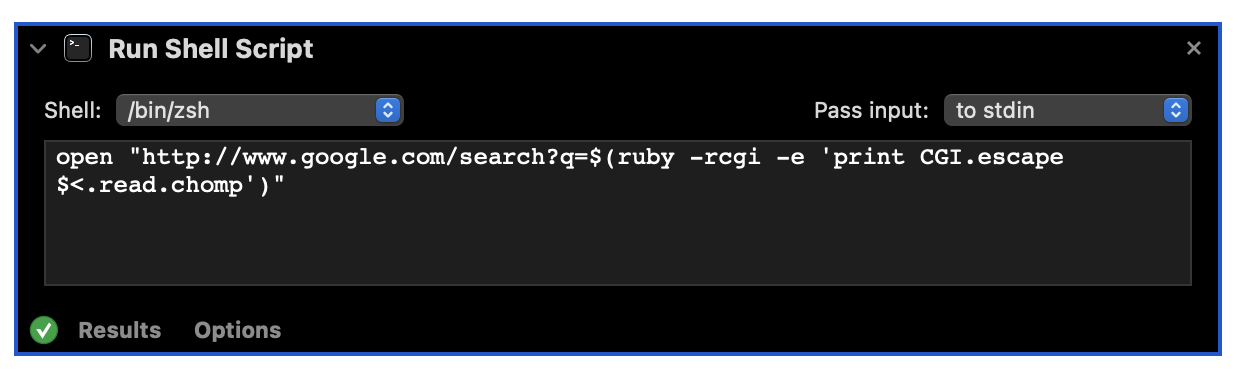 Run Shell Script
Shell: /bin/zsh Pass input: to stdin
open "http://www.google.com/search?q=$(ruby -rcgi -e 'print CGI.escape
$<.read.chomp')"
Results Options